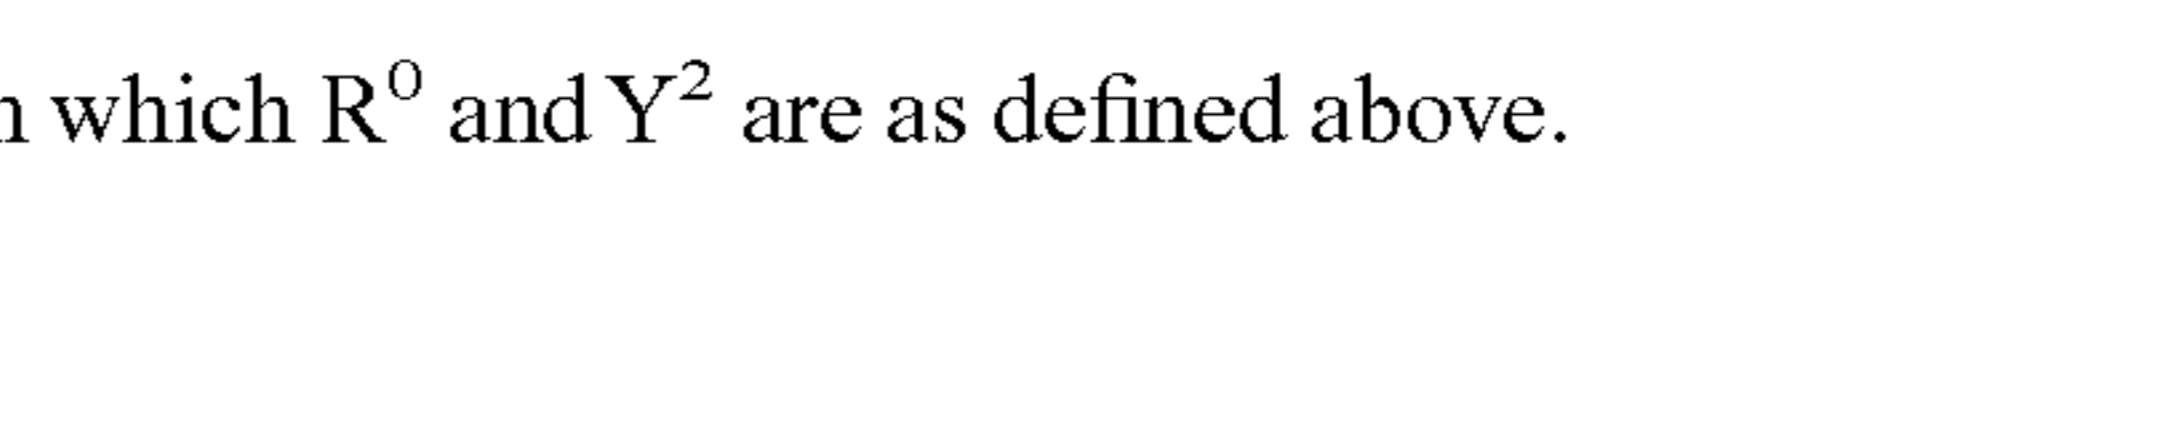 which R⁰ and Y² are as defined above.